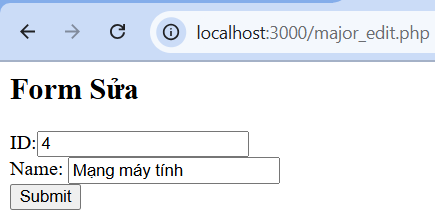 localhost:3000/major_edit.php
Form Sửa
ID: 4
Name: Mạng máy tính
Submit